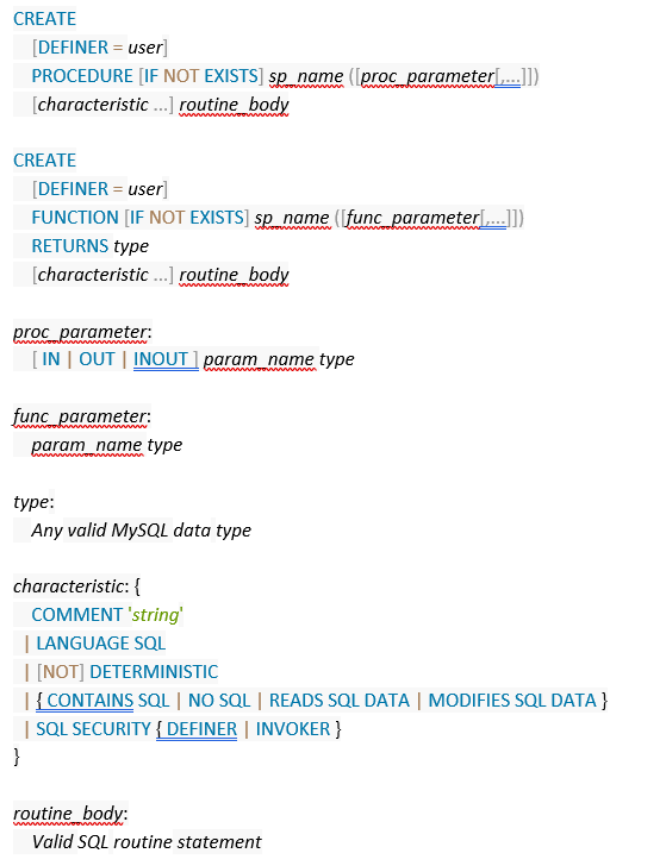 CREATE
[DEFINER = user]
PROCEDURE [IF NOT EXISTS] sp_name ([proc_parameter[,...]])
[characteristic ...] routine_body
CREATE
[DEFINER = user]
FUNCTION [IF NOT EXISTS] sp_name ([func_parameter[,...]])
RETURNS type
[characteristic ...] routine_body
proc_parameter:
[ IN | OUT | INOUT ] param_name type
func_parameter:
param_name type
type:
Any valid MySQL data type
characteristic: {
COMMENT 'string'
| LANGUAGE SQL
| [NOT] DETERMINISTIC
| { CONTAINS SQL | NO SQL | READS SQL DATA | MODIFIES SQL DATA }
| SQL SECURITY { DEFINER | INVOKER }
}
routine_body:
Valid SQL routine statement